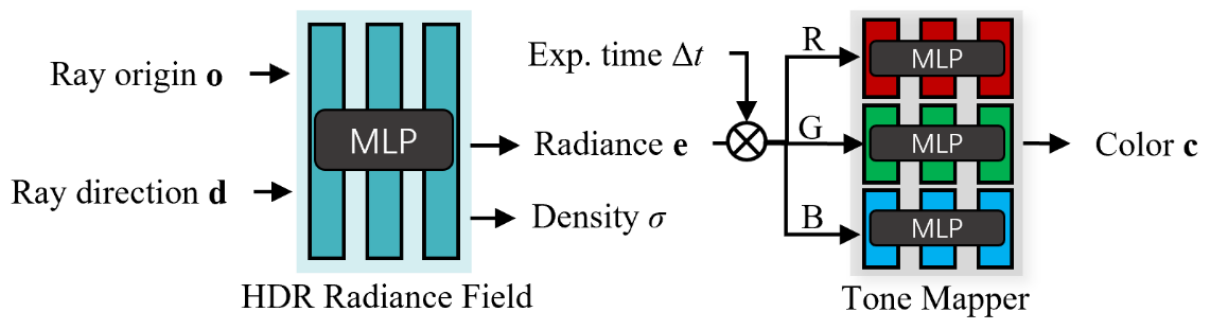 Ray origin o
Ray direction d
MLP
HDR Radiance Field
Exp. time Δt
Radiance e
Density σ
R
G
B
MLP
MLP
MLP
Tone Mapper
Color c